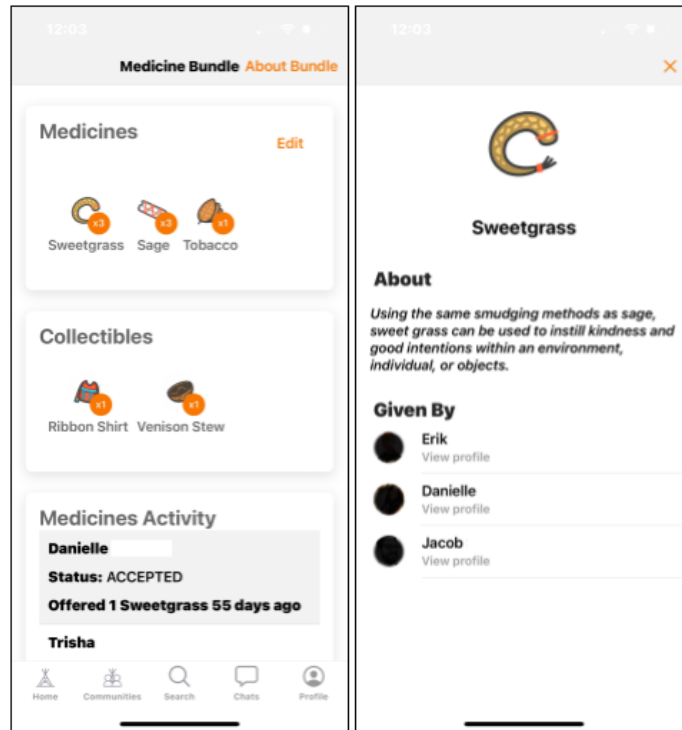 12:03
Medicine Bundle About Bundle
Medicines
Edit
x3 x3 x1
Sweetgrass Sage Tobacco
Collectibles
x1 x1
Ribbon Shirt Venison Stew
Medicines Activity
Danielle
Status: ACCEPTED
Offered 1 Sweetgrass 55 days ago
Trisha
Home Communities Search Chats Profile
12:03
Sweetgrass
About
Using the same smudging methods as sage,
sweet grass can be used to instill kindness and
good intentions within an environment,
individual, or objects.
Given By
Erik
View profile
Danielle
View profile
Jacob
View profile